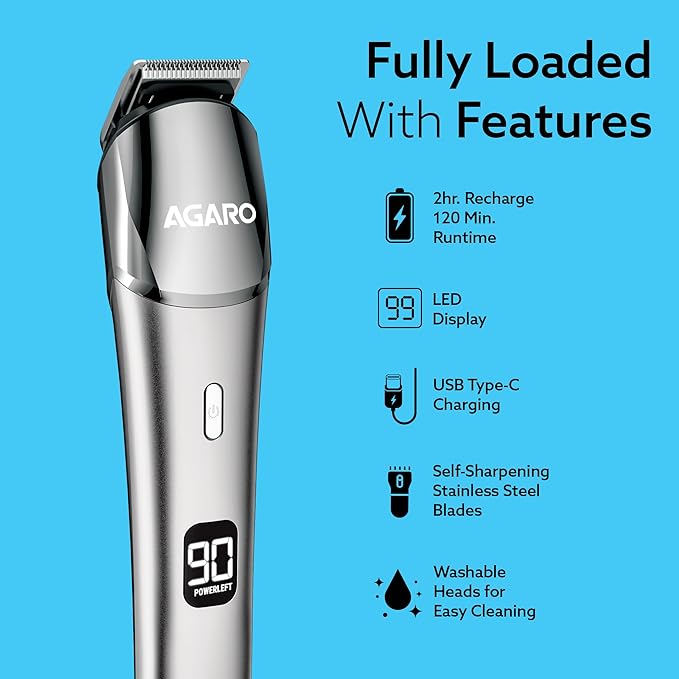 Fully Loaded
With Features
AGARO
2hr. Recharge
120 Min.
Runtime
99
LED
Display
USB Type-C
Charging
Self-Sharpening
Stainless Steel
Blades
90
POWERLEFT
Washable
Heads for
Easy Cleaning